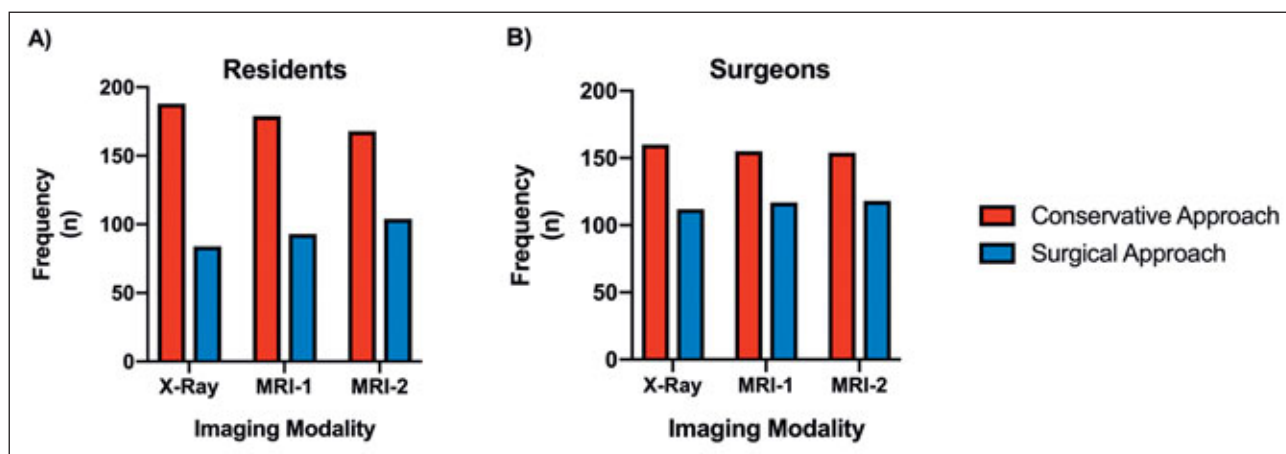 A)
Residents
Frequency
(n)
200
150
100
50
0
X-Ray MRI-1 MRI-2
Imaging Modality
B)
Surgeons
Frequency
(n)
200
150
100
50
0
X-Ray MRI-1 MRI-2
Imaging Modality
Conservative Approach
Surgical Approach